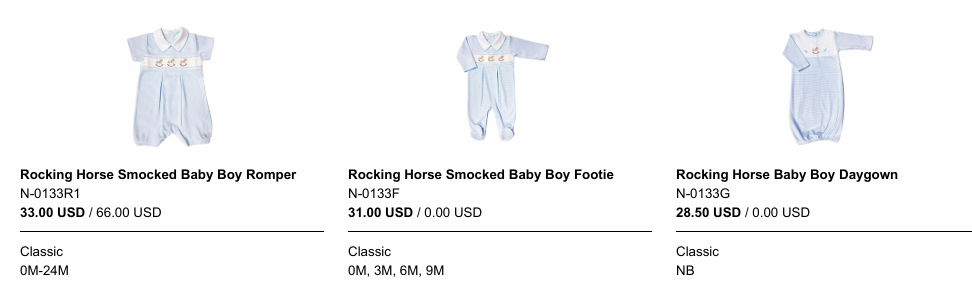 Rocking Horse Smocked Baby Boy Romper
N-0133R1
33.00 USD / 66.00 USD
Classic
0M-24M
Rocking Horse Smocked Baby Boy Footie
N-0133F
31.00 USD / 0.00 USD
Classic
0M, 3M, 6M, 9M
Rocking Horse Baby Boy Daygown
N-0133G
28.50 USD / 0.00 USD
Classic
NB